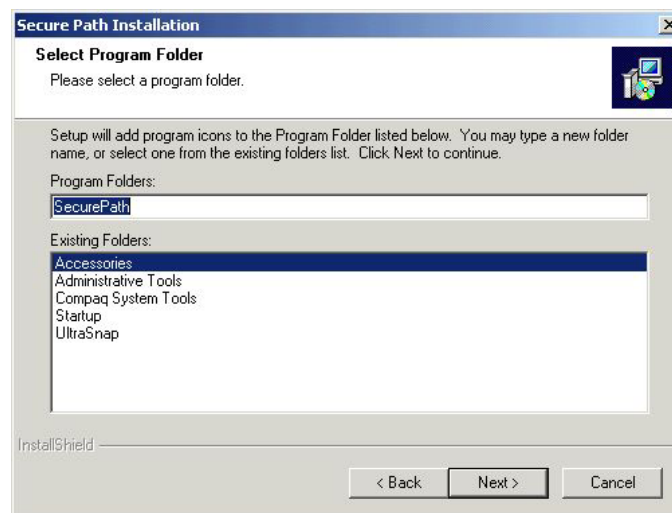 Secure Path Installation
Select Program Folder
Please select a program folder.
Setup will add program icons to the Program Folder listed below. You may type a new folder
name, or select one from the existing folders list. Click Next to continue.
Program Folders:
SecurePath
Existing Folders:
Accessories
Administrative Tools
Compaq System Tools
Startup
UltraSnap
InstallShield
< Back Next > Cancel